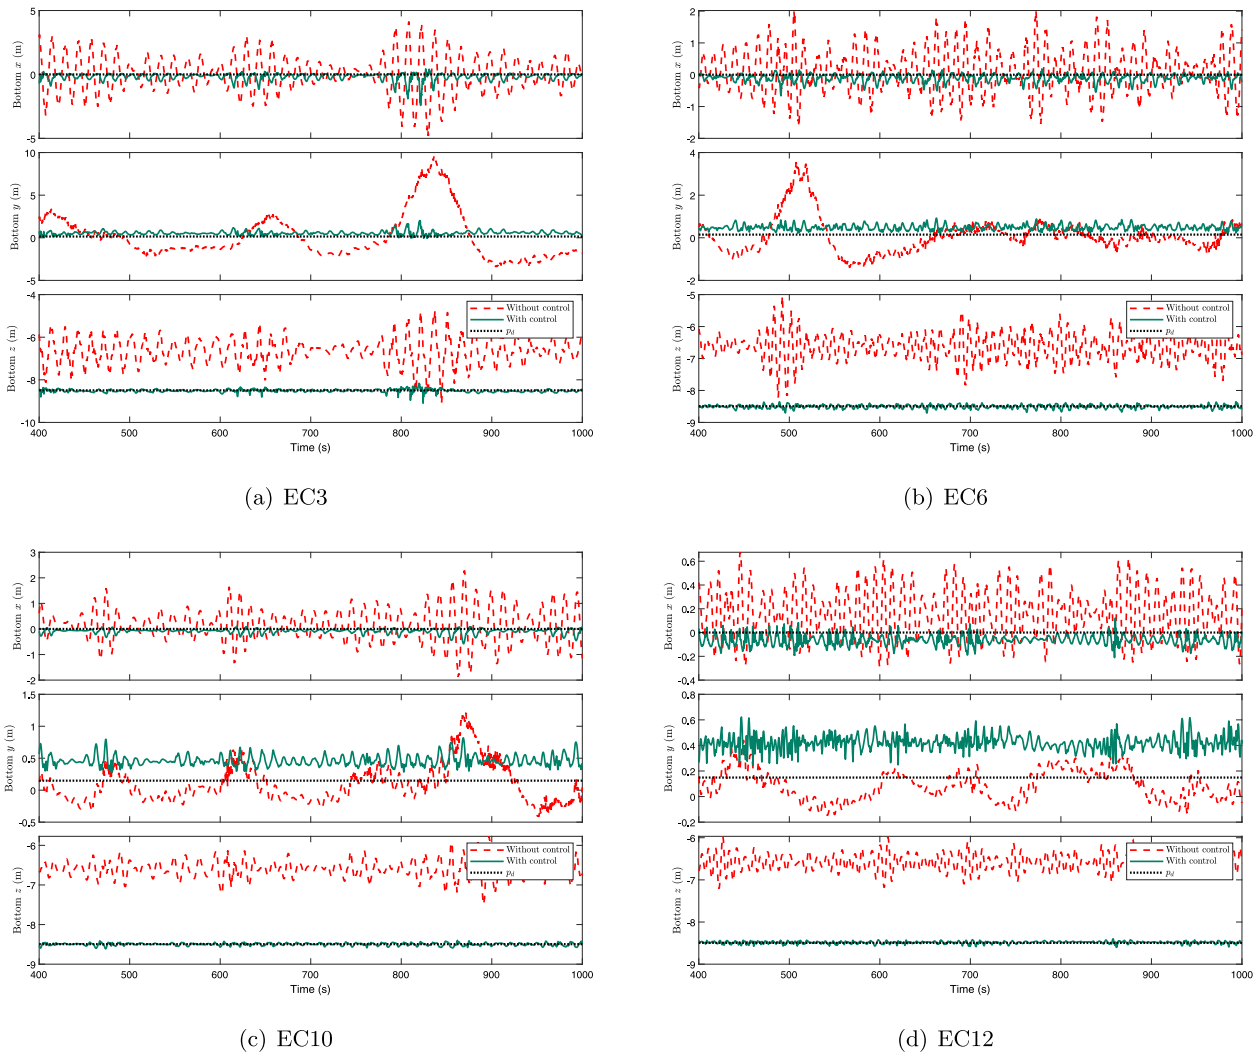 Bottom x (m)
5
0
-5
Bottom y (m)
10
5
0
-5
Bottom z (m)
-4
-6
-8
-10
Without control
With control
p_d
400 500 600 700 800 900 1000
Time (s)
(a) EC3
Bottom x (m)
2
1
0
-1
-2
Bottom y (m)
4
2
0
-2
Bottom z (m)
-5
-6
-7
-8
-9
Without control
With control
p_d
400 500 600 700 800 900 1000
Time (s)
(b) EC6
Bottom x (m)
3
2
1
0
-1
-2
Bottom y (m)
1.5
1
0.5
0
-0.5
Bottom z (m)
-6
-7
-8
-9
Without control
With control
p_d
400 500 600 700 800 900 1000
Time (s)
(c) EC10
Bottom x (m)
0.6
0.4
0.2
0
-0.2
-0.4
Bottom y (m)
0.8
0.6
0.4
0.2
0
-0.2
Bottom z (m)
-6
-7
-8
-9
Without control
With control
p_d
400 500 600 700 800 900 1000
Time (s)
(d) EC12